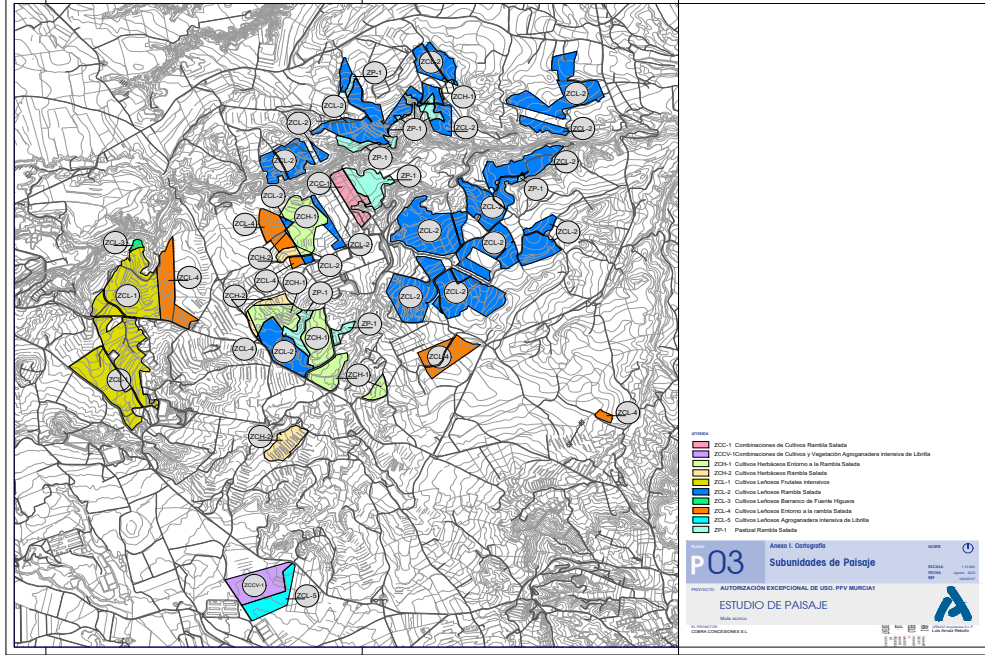 ZCL-2
ZP-1
ZCL-2
ZCH-1
ZCL-2
ZCL-2
ZP-1
ZCL-2
ZCL-2
ZP-1
ZCL-2
ZCL-2
ZP-1
ZCC-1
ZP-1
ZCL-2
ZCL-2
ZCH-1
ZCL-4
ZCL-2
ZCL-2
ZCL-3
ZCL-2
ZCL-2
ZCH-2
ZCL-2
ZCL-4
ZCL-4
ZCH-1
ZCL-1
ZCH-2
ZP-1
ZCL-2
ZCL-2
ZP-1
ZCH-1
ZCL-4
ZCL-2
ZCL-4
ZCL-1
ZCH-1
ZCL-4
ZCH-2
ZCCV-1
ZCL-5
LEYENDA
ZCC-1 Combinaciones de Cultivos Rambla Salada
ZCCV-1Combinaciones de Cultivos y Vegetación Agroganadera intensiva de Librilla
ZCH-1 Cultivos Herbáceos Entorno a la Rambla Salada
ZCH-2 Cultivos Herbáceos Rambla Salada
ZCL-1 Cultivos Leñosos Frutales intensivos
ZCL-2 Cultivos Leñosos Rambla Salada
ZCL-3 Cultivos Leñosos Barranco de Fuente Higuera
ZCL-4 Cultivos Leñosos Entorno a la rambla Salada
ZCL-5 Cultivos Leñosos Agroganadera intensiva de Librilla
ZP-1 Pastizal Rambla Salada
PLANO
P03
Anexo I. Cartografía
Subunidades de Paisaje
NORTE
ESCALA
FECHA
REF
PROYECTO AUTORIZACIÓN EXCEPCIONAL DE USO. PFV MURCIA1
ESTUDIO DE PAISAJE
EL PROMOTOR
COBRA CONCESIONES S.L.
Luis Arnaiz Rebollo